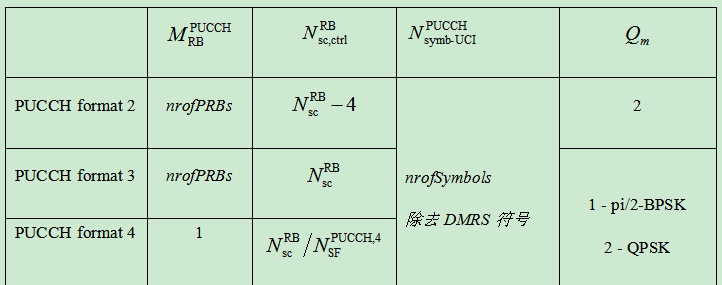 M_RB^PUCCH N_sc,ctrl^RB N_symb-UCI^PUCCH Q_m
PUCCH format 2 nrofPRBs N_sc^RB − 4 2
PUCCH format 3 nrofPRBs N_sc^RB
nrofSymbols
除去 DMRS 符号
1 - pi/2-BPSK
2 - QPSK
PUCCH format 4 1 N_sc^RB / N_SF^PUCCH,4